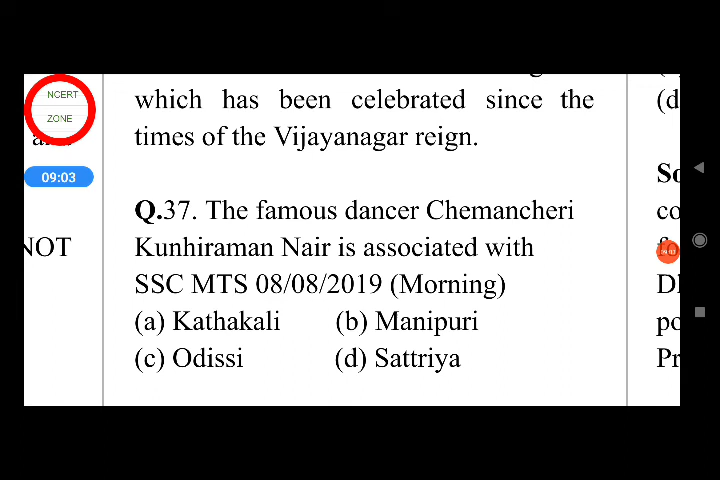 NCERT
ZONE
09:03
NOT
which has been celebrated since the
times of the Vijayanagar reign.
Q.37. The famous dancer Chemancheri
Kunhiraman Nair is associated with
SSC MTS 08/08/2019 (Morning)
(a) Kathakali (b) Manipuri
(c) Odissi (d) Sattriya
(d
So
co
09:03
po
Pr